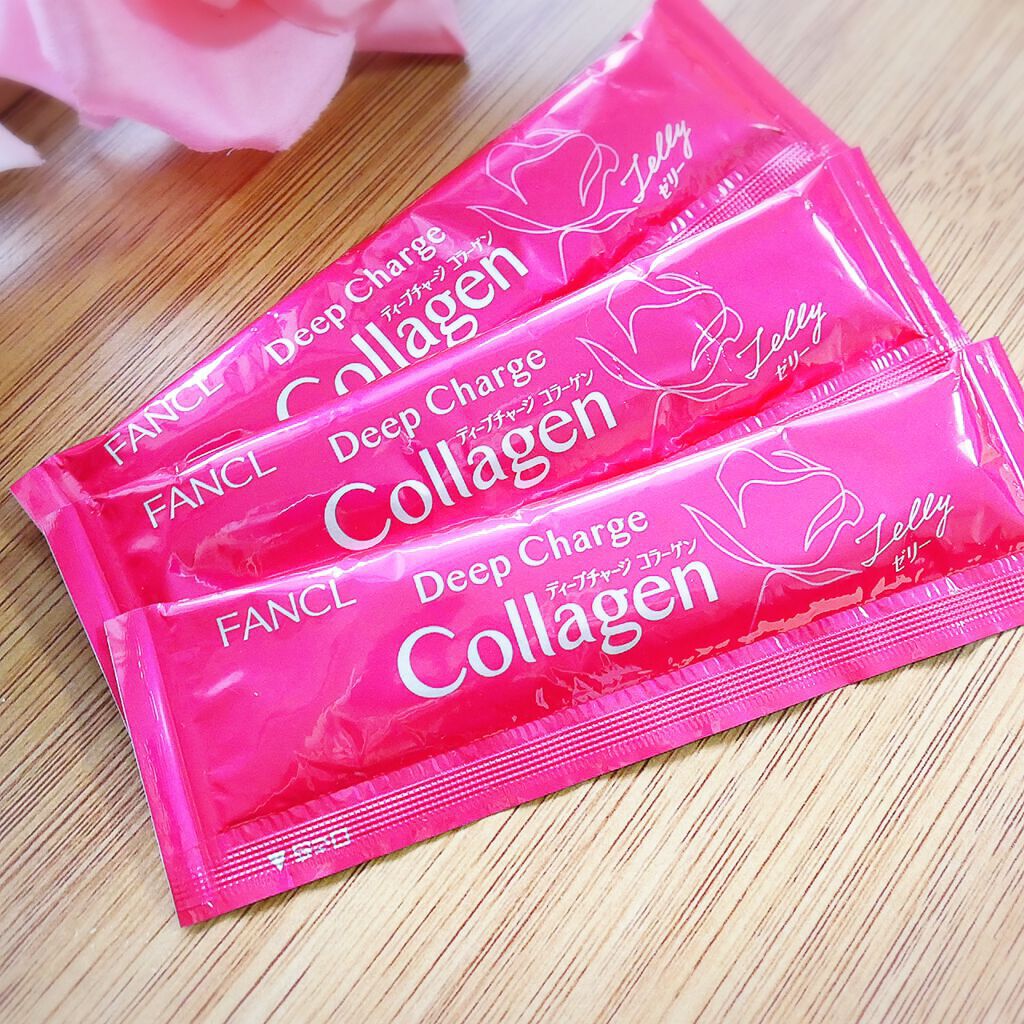 FANCL
Deep Charge
ディープチャージ コラーゲン
Collagen
Jelly
ゼリー
FANCL
Deep Charge
ディープチャージ コラーゲン
Collagen
Jelly
ゼリー
FANCL
Deep Charge
ディープチャージ コラーゲン
Collagen
Jelly
ゼリー